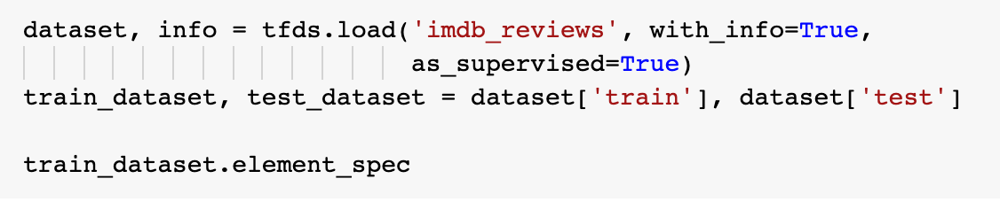 dataset, info = tfds.load('imdb_reviews', with_info=True,
                          as_supervised=True)
train_dataset, test_dataset = dataset['train'], dataset['test']
train_dataset.element_spec